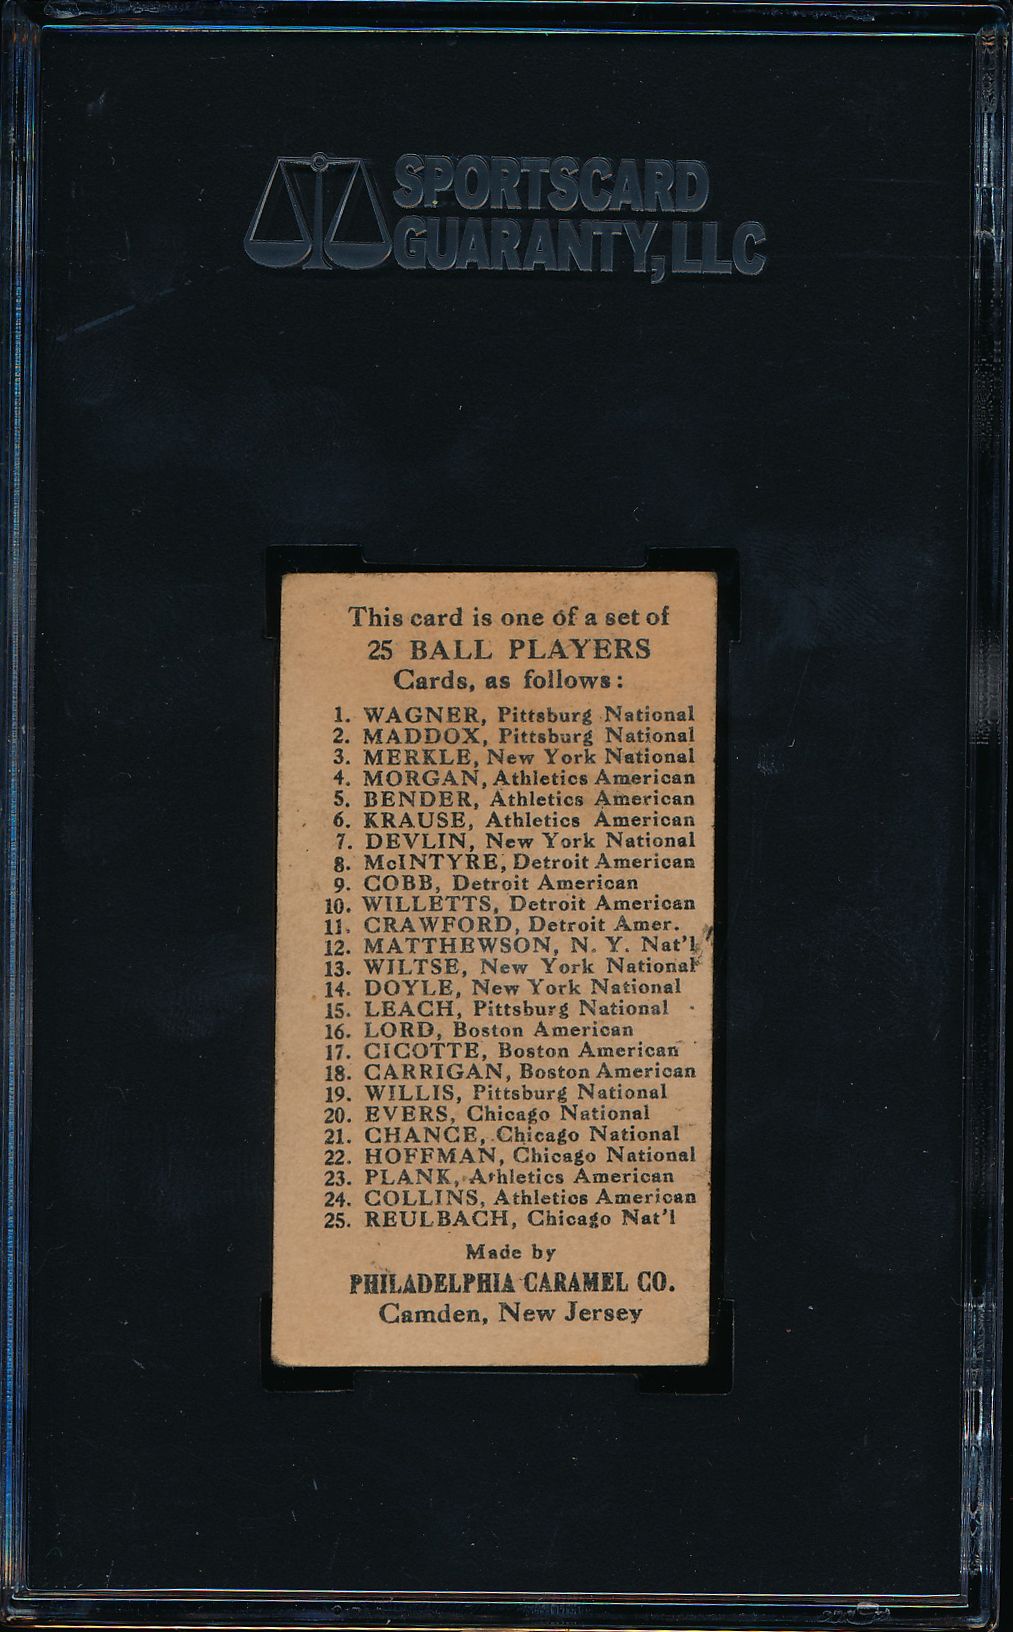 SPORTSCARD
GUARANTY, LLC
This card is one of a set of
25 BALL PLAYERS
Cards, as follows:
1. WAGNER, Pittsburg National
2. MADDOX, Pittsburg National
3. MERKLE, New York National
4. MORGAN, Athletics American
5. BENDER, Athletics American
6. KRAUSE, Athletics American
7. DEVLIN, New York National
8. McINTYRE, Detroit American
9. COBB, Detroit American
10. WILLETTS, Detroit American
11. CRAWFORD, Detroit Amer.
12. MATTHEWSON, N. Y. Nat'l
13. WILTSE, New York National
14. DOYLE, New York National
15. LEACH, Pittsburg National
16. LORD, Boston American
17. CICOTTE, Boston American
18. CARRIGAN, Boston American
19. WILLIS, Pittsburg National
20. EVERS, Chicago National
21. CHANCE, Chicago National
22. HOFFMAN, Chicago National
23. PLANK, Athletics American
24. COLLINS, Athletics American
25. REULBACH, Chicago Nat'l
Made by
PHILADELPHIA CARAMEL CO.
Camden, New Jersey